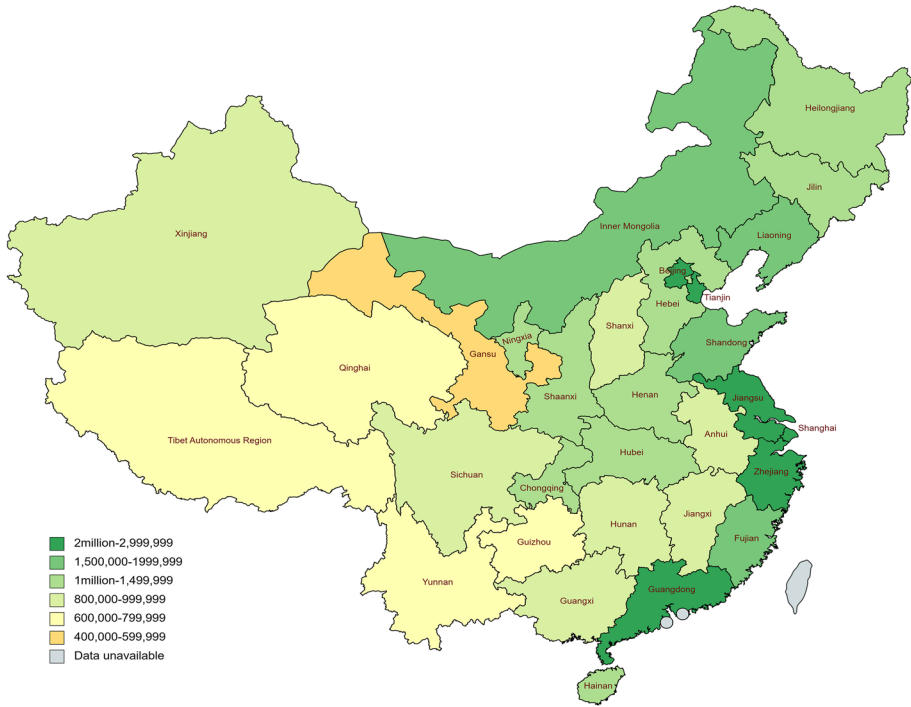 Heilongjiang
Jilin
Xinjiang
Inner Mongolia
Liaoning
Beijing
Tianjin
Hebei
Shanxi
Ningxia
Shandong
Gansu
Qinghai
Shaanxi
Henan
Jiangsu
Shanghai
Anhui
Tibet Autonomous Region
Hubei
Zhejiang
Sichuan
Chongqing
Jiangxi
Hunan
Fujian
Guizhou
Yunnan
Guangdong
Guangxi
Hainan
2million-2,999,999
1,500,000-1999,999
1million-1,499,999
800,000-999,999
600,000-799,999
400,000-599,999
Data unavailable